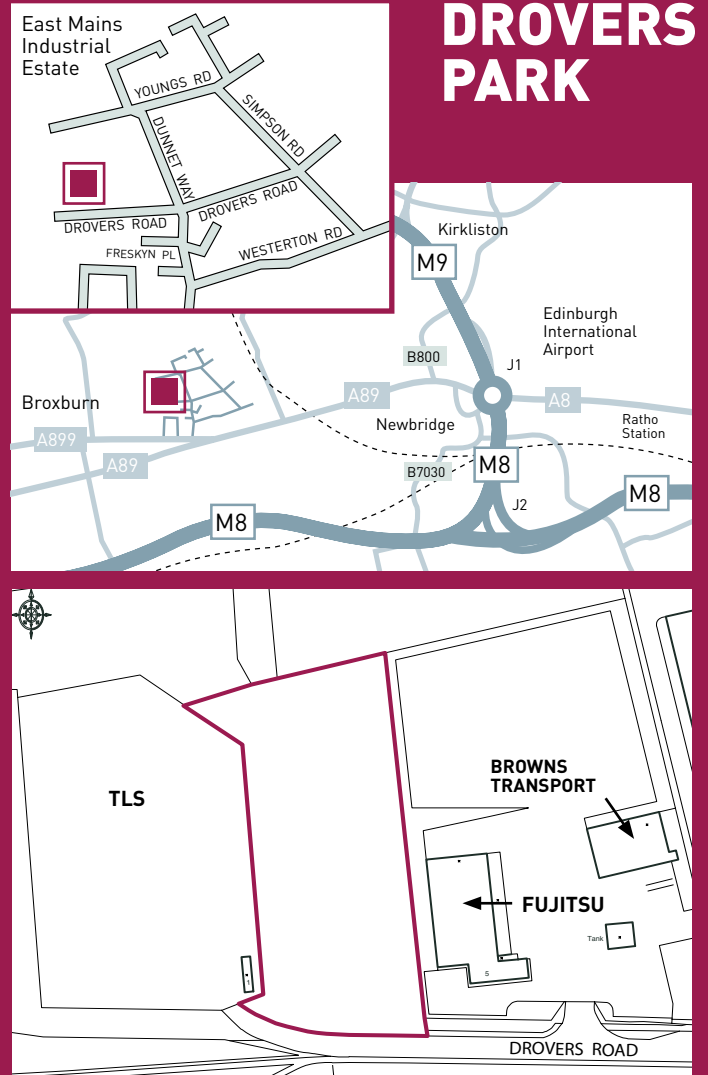 DROVERS
PARK
East Mains
Industrial
Estate
YOUNGS RD
SIMPSON RD
DUNNET WAY
DROVERS ROAD
DROVERS ROAD
FRESKYN PL
WESTERTON RD
Kirkliston
M9
Edinburgh
International
Airport
B800
J1
A89
A8
Broxburn
Newbridge
Ratho
Station
A899
A89
B7030
M8
M8
J2
M8
TLS
BROWNS
TRANSPORT
FUJITSU
Tank
1
5
DROVERS ROAD